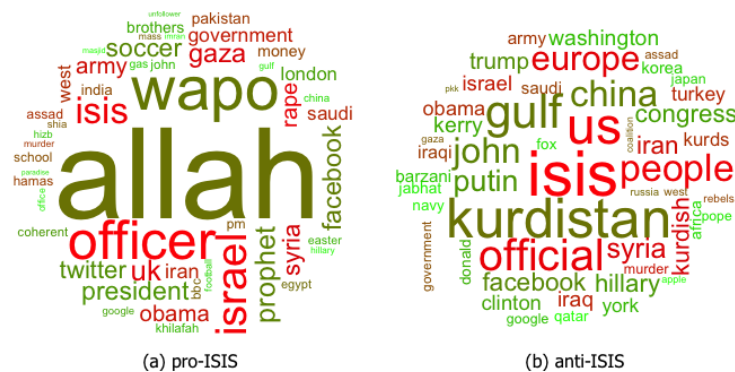 unfollower
brothers mass imran pakistan
soccer government
masjid gas john gaza money
west army gulf
india wapo london
isis rape china
assad saudi
shia
hizb
murder
school allah facebook
paradise
hamas
office
officer pm
coherent israel syria prophet easter
hillary
twitter uk iran bbc football egypt
president
google obama
khilafah
(a) pro-ISIS
army washington
trump europe assad
korea
pkk israel saudi china japan
turkey
obama gulf us congress
kerry
gaza fox coalition iran kurds
iraqi john
barzani isis people
jabhat putin
russia west rebels
navy kurdistan kurdish africa pope
government official syria
donald murder
facebook hillary apple
clinton iraq york
google qatar
(b) anti-ISIS